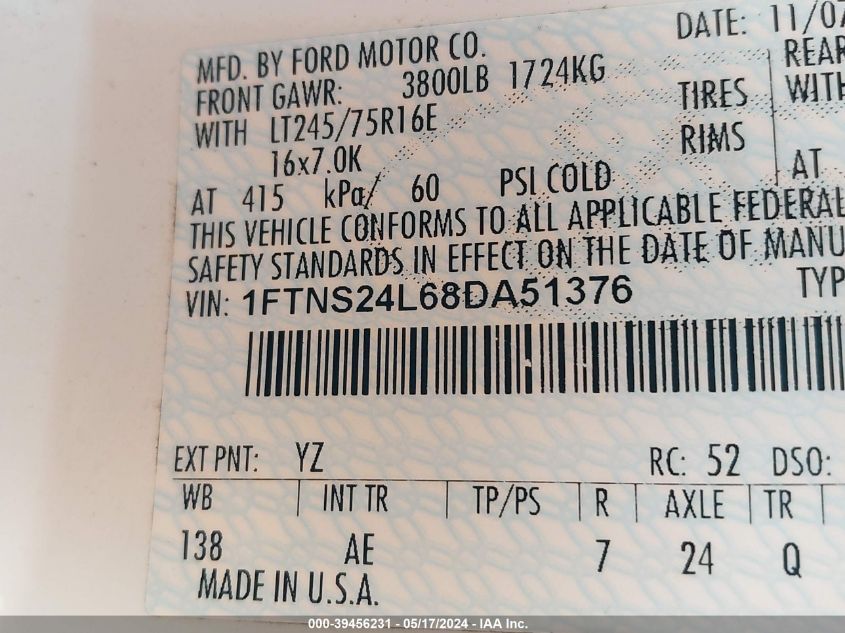 DATE: 11/07
MFD. BY FORD MOTOR CO.
FRONT GAWR: 3800LB 1724KG REAR
WITH LT245/75R16E TIRES WITH
16x7.0K RIMS
AT 415 kPa/ 60 PSI COLD AT
THIS VEHICLE CONFORMS TO ALL APPLICABLE FEDERAL
SAFETY STANDARDS IN EFFECT ON THE DATE OF MANU
VIN: 1FTNS24L68DA51376 TYP
EXT PNT: YZ RC: 52 DSO:
WB INT TR TP/PS R AXLE TR
138 AE 7 24 Q
MADE IN U.S.A.
000-39456231 - 05/17/2024 - IAA Inc.